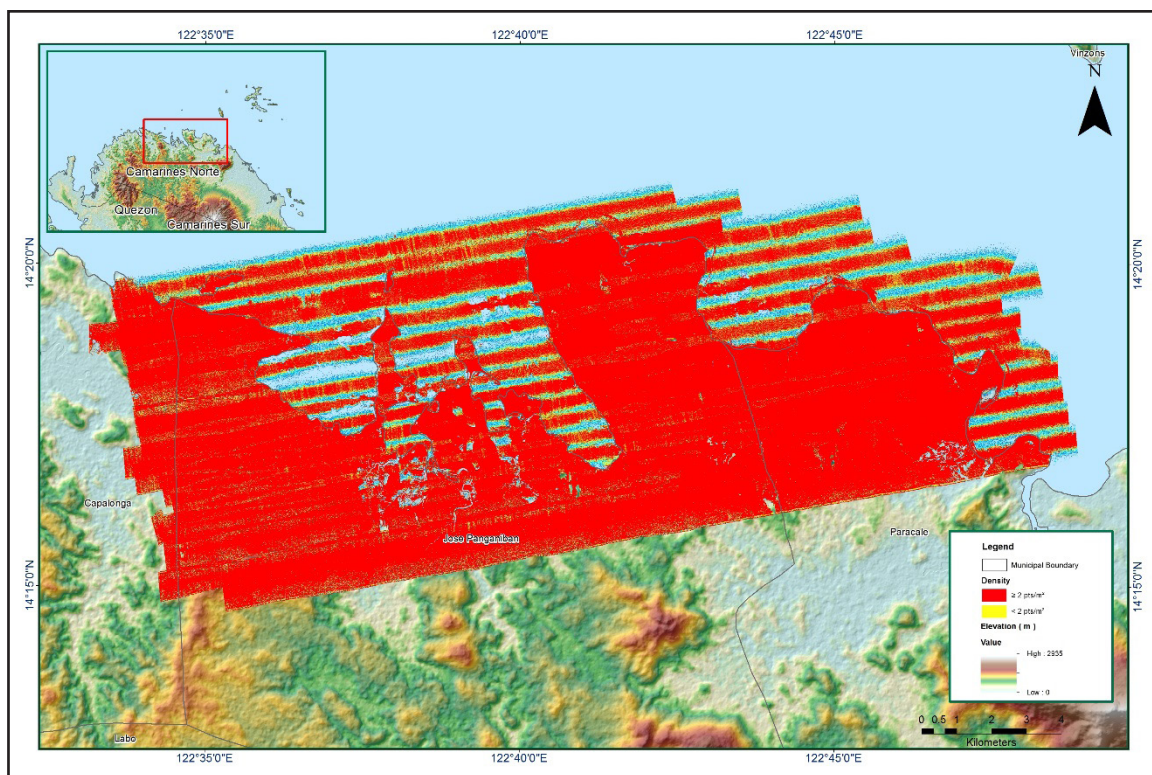 122°35'0"E
122°40'0"E
122°45'0"E
Vinzons
N
Camarines Norte
Quezon
Camarines Sur
14°20'0"N
14°20'0"N
Capalonga
Jose Panganiban
Paracale
14°15'0"N
14°15'0"N
Legend
Municipal Boundary
Density
≥ 2 pts/m²
< 2 pts/m²
Elevation ( m )
Value
High : 2935
Low : 0
0 0.5 1 2 3 4
Kilometers
Labo
122°35'0"E
122°40'0"E
122°45'0"E